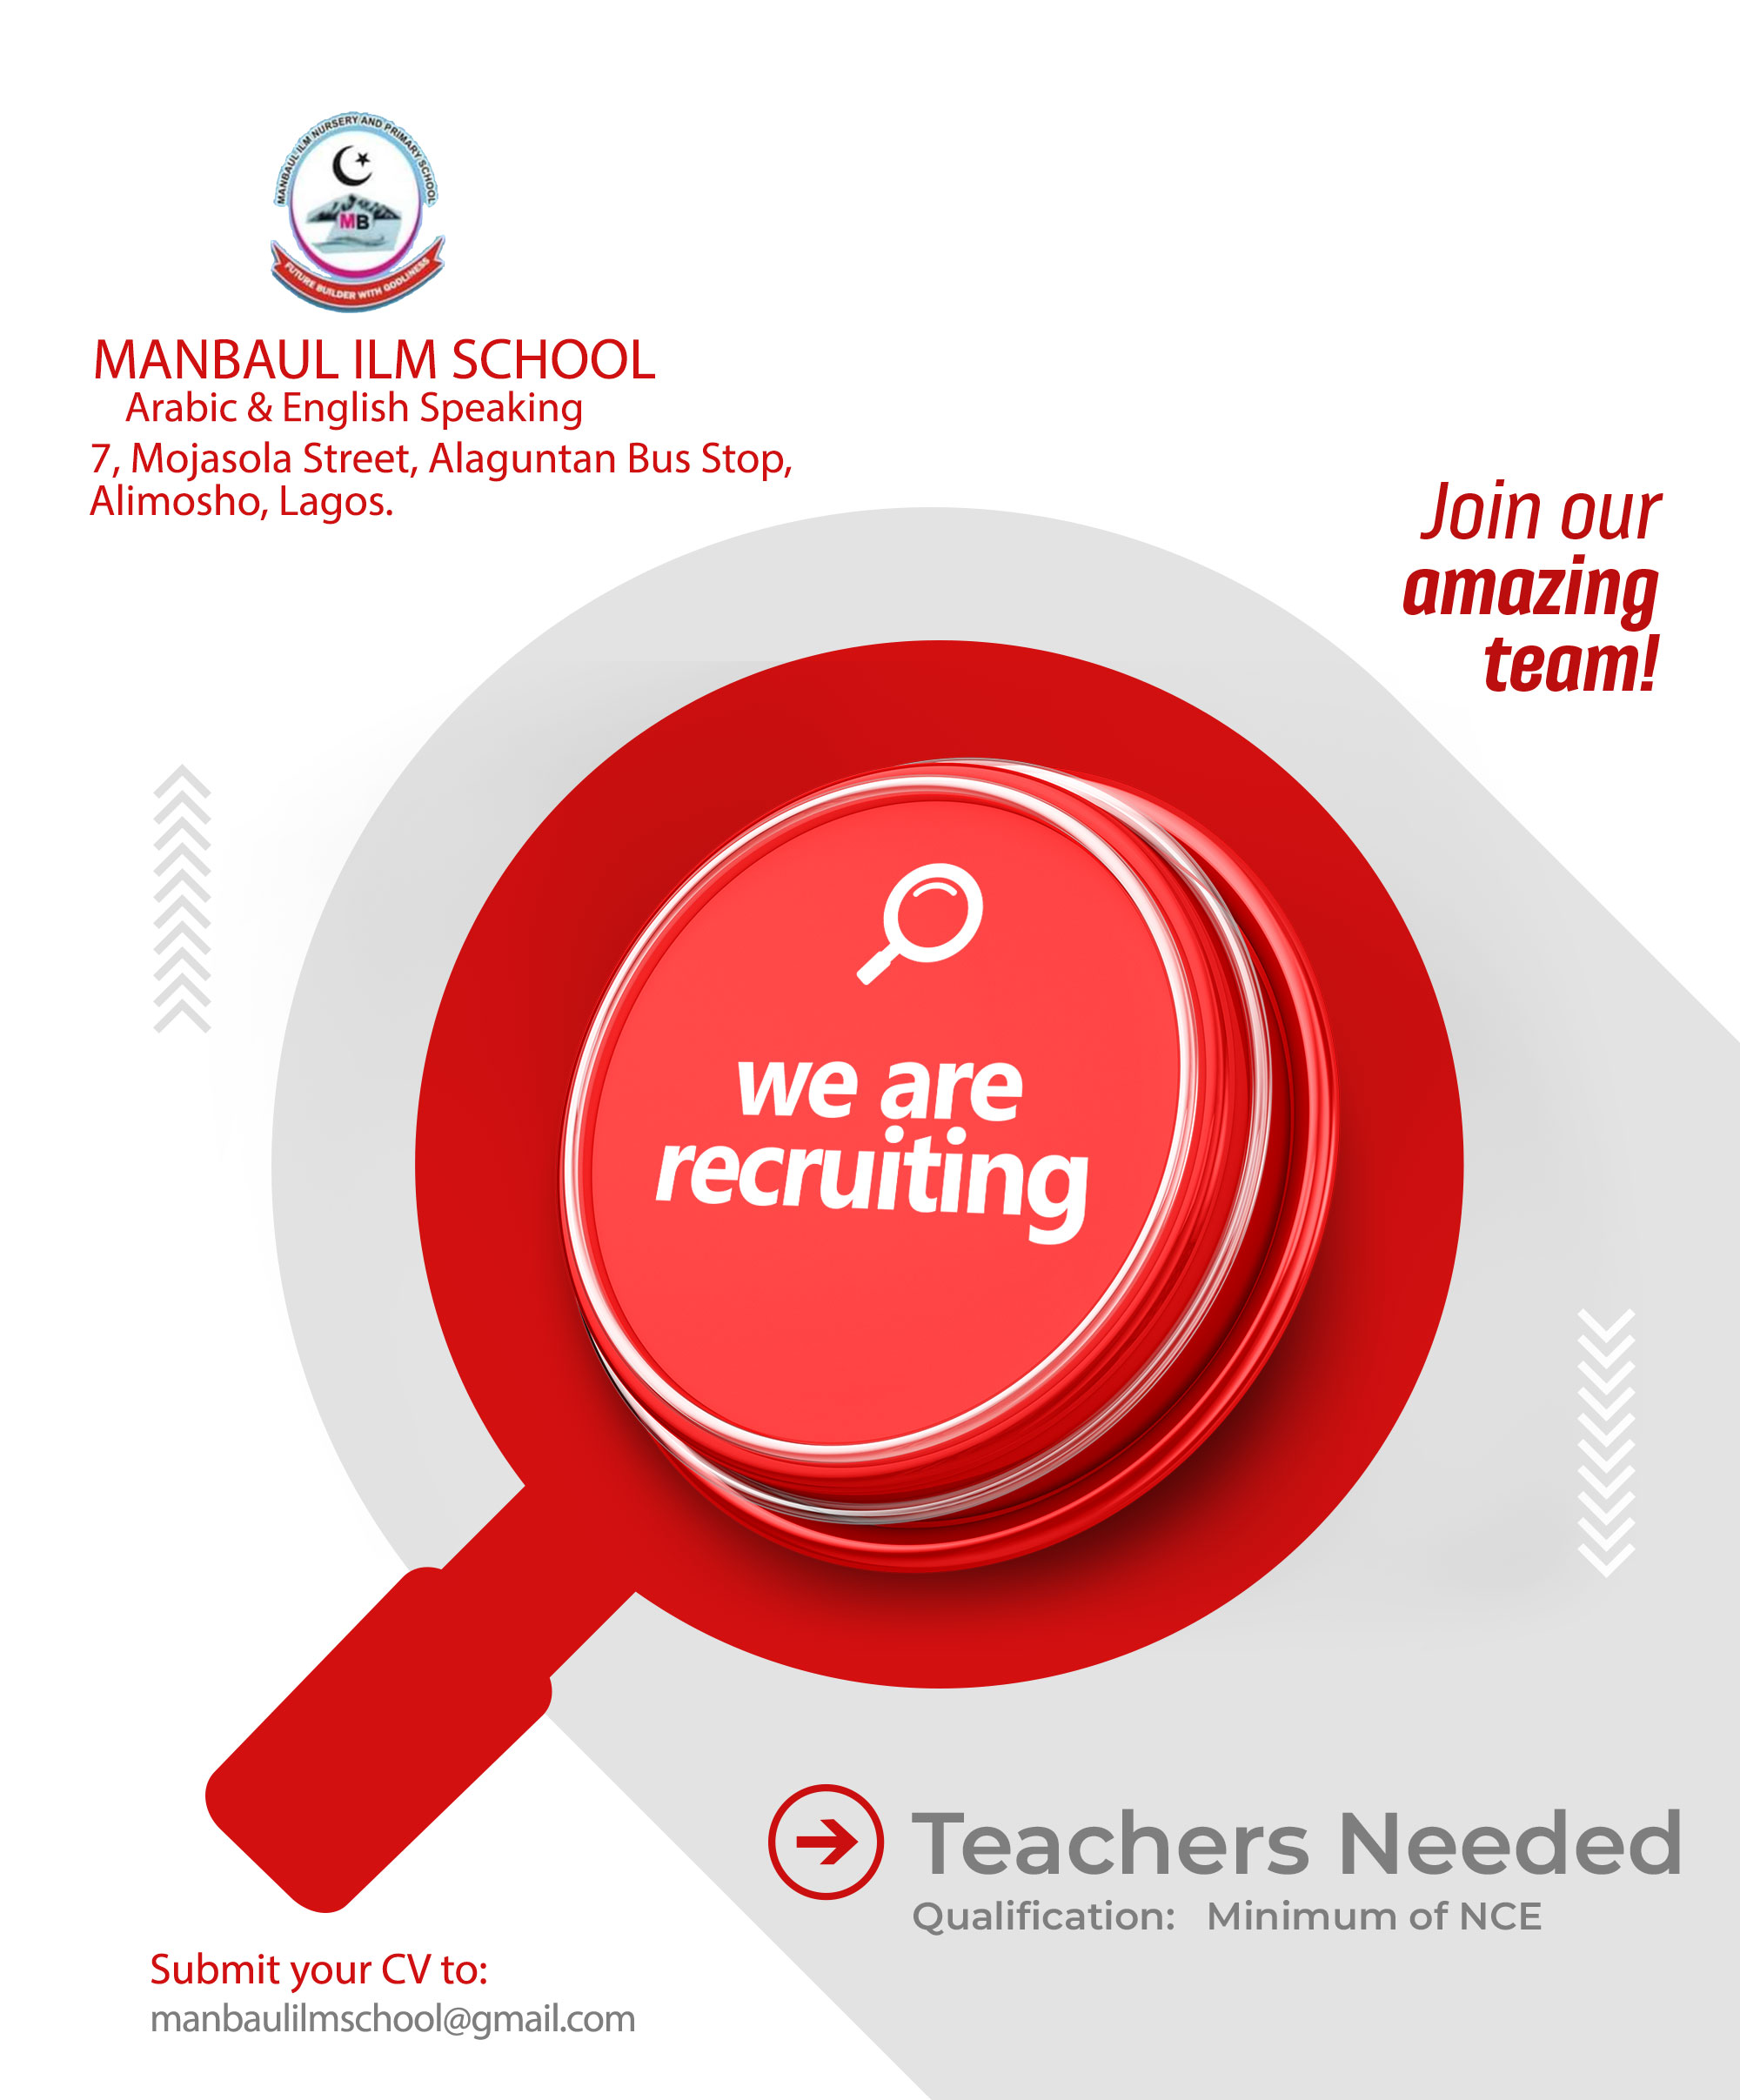 MANBAUL ILM NURSERY AND PRIMARY SCHOOL
MB
FUTURE BUILDER WITH GODLINESS
MANBAUL ILM SCHOOL
Arabic & English Speaking
7, Mojasola Street, Alaguntan Bus Stop,
Alimosho, Lagos.
Join our
amazing
team!
we are
recruiting
Teachers Needed
Qualification: Minimum of NCE
Submit your CV to:
manbaulilmschool@gmail.com